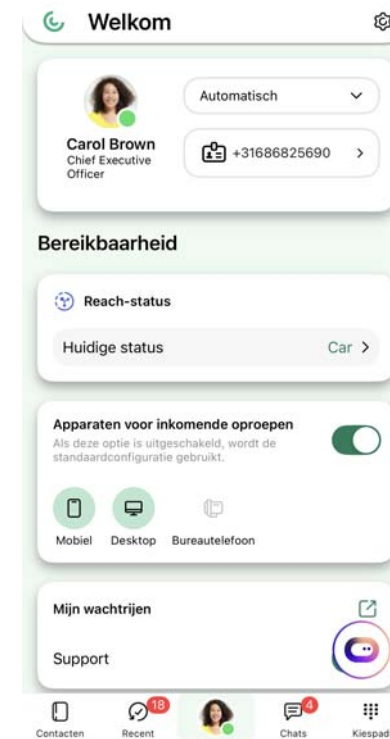 Welkom
Automatisch
Carol Brown
Chief Executive
Officer
+31686825690
Bereikbaarheid
Reach-status
Huidige status
Car
Apparaten voor inkomende oproepen
Als deze optie is uitgeschakeld, wordt de
standaardconfiguratie gebruikt.
Mobiel
Desktop
Bureautelefoon
Mijn wachtrijen
Support
18
4
Contacten
Recent
Chats
Kiespad